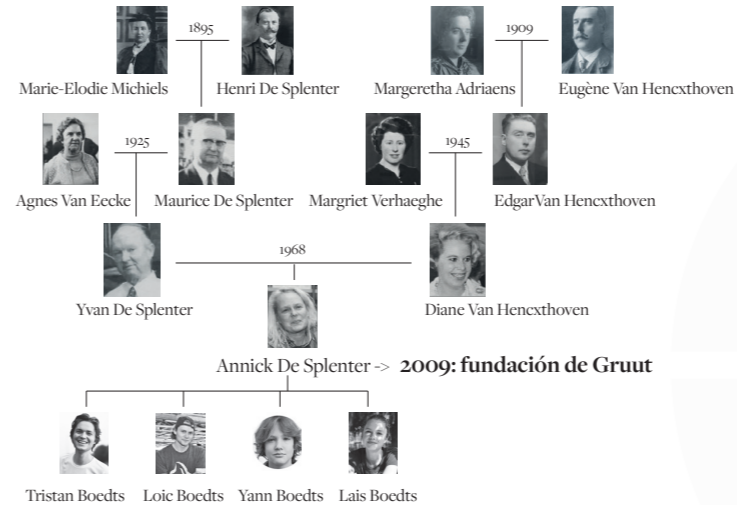 1895
1909
Marie-Elodie Michiels
Henri De Splenter
Margeretha Adriaens
Eugène Van Hencxthoven
1925
1945
Agnes Van Eecke
Maurice De Splenter
Margriet Verhaeghe
EdgarVan Hencxthoven
1968
Yvan De Splenter
Diane Van Hencxthoven
Annick De Splenter -> 2009: fundación de Gruut
Tristan Boedts
Loic Boedts
Yann Boedts
Lais Boedts